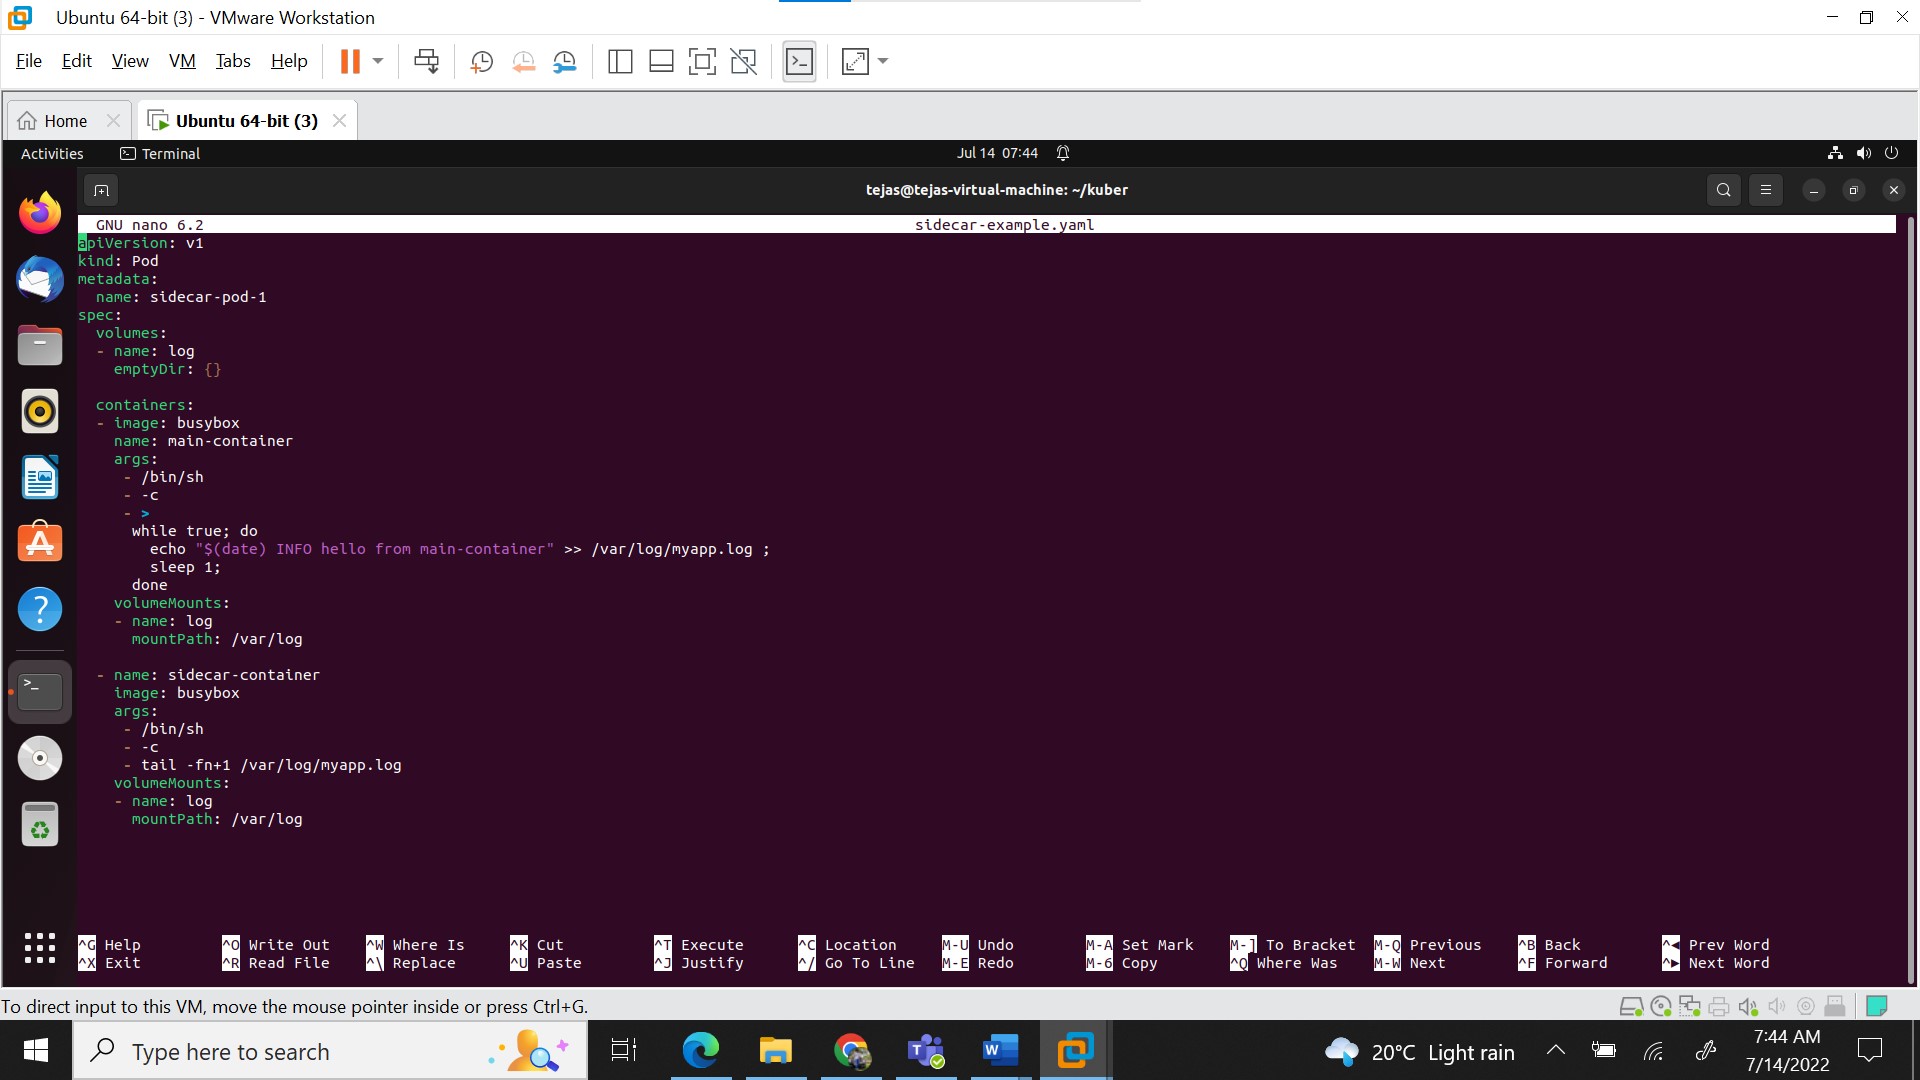 Ubuntu 64-bit (3) - VMware Workstation
File Edit View VM Tabs Help
Home
Ubuntu 64-bit (3)
Activities Terminal Jul 14 07:44
tejas@tejas-virtual-machine: ~/kuber
GNU nano 6.2 sidecar-example.yaml
apiVersion: v1
kind: Pod
metadata:
  name: sidecar-pod-1
spec:
  volumes:
  - name: log
    emptyDir: {}
  containers:
  - image: busybox
    name: main-container
    args:
     - /bin/sh
     - -c
     - >
      while true; do
        echo "$(date) INFO hello from main-container" >> /var/log/myapp.log ;
        sleep 1;
      done
    volumeMounts:
    - name: log
      mountPath: /var/log
  - name: sidecar-container
    image: busybox
    args:
     - /bin/sh
     - -c
     - tail -fn+1 /var/log/myapp.log
    volumeMounts:
    - name: log
      mountPath: /var/log
^G Help ^O Write Out ^W Where Is ^K Cut ^T Execute ^C Location M-U Undo M-A Set Mark M-] To Bracket M-Q Previous ^B Back ^◀ Prev Word
^X Exit ^R Read File ^\ Replace ^U Paste ^J Justify ^/ Go To Line M-E Redo M-6 Copy ^Q Where Was M-W Next ^F Forward ^▶ Next Word
To direct input to this VM, move the mouse pointer inside or press Ctrl+G.
Type here to search
20°C Light rain
7:44 AM
7/14/2022